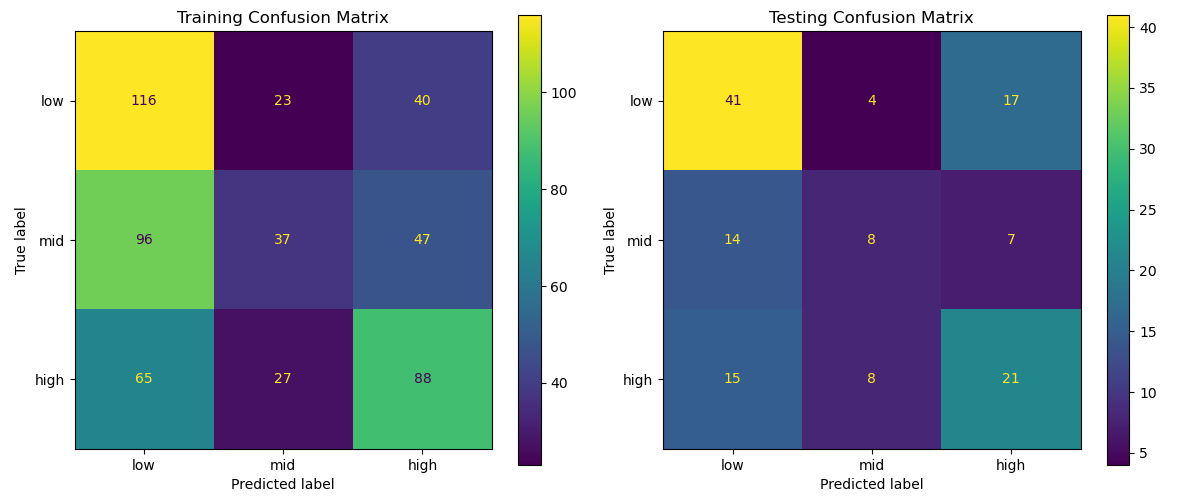 Training Confusion Matrix
Testing Confusion Matrix
low 116 23 40
mid 96 37 47
high 65 27 88
low mid high
Predicted label
True label
100
80
60
40
low 41 4 17
mid 14 8 7
high 15 8 21
low mid high
Predicted label
True label
40
35
30
25
20
15
10
5